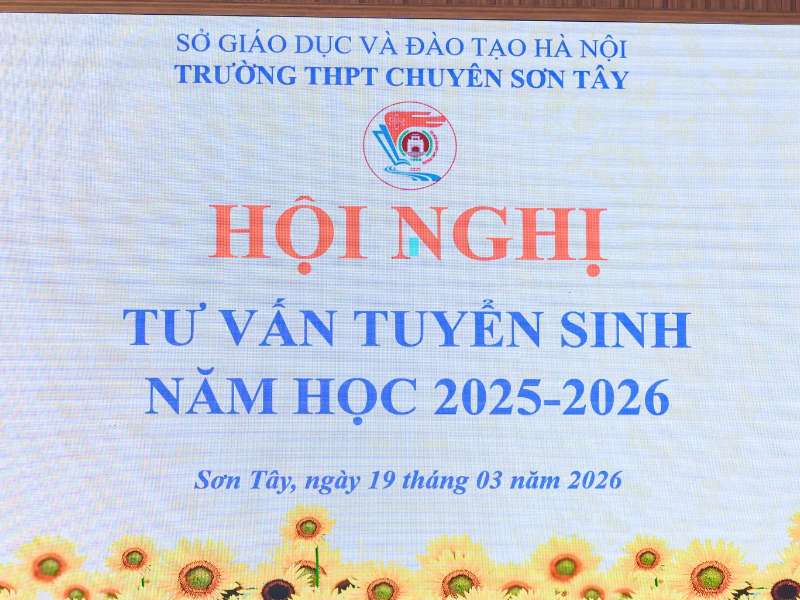 SỞ GIÁO DỤC VÀ ĐÀO TẠO HÀ NỘI
TRƯỜNG THPT CHUYÊN SƠN TÂY
HỘI NGHỊ
TƯ VẤN TUYỂN SINH
NĂM HỌC 2025-2026
Sơn Tây, ngày 19 tháng 03 năm 2026